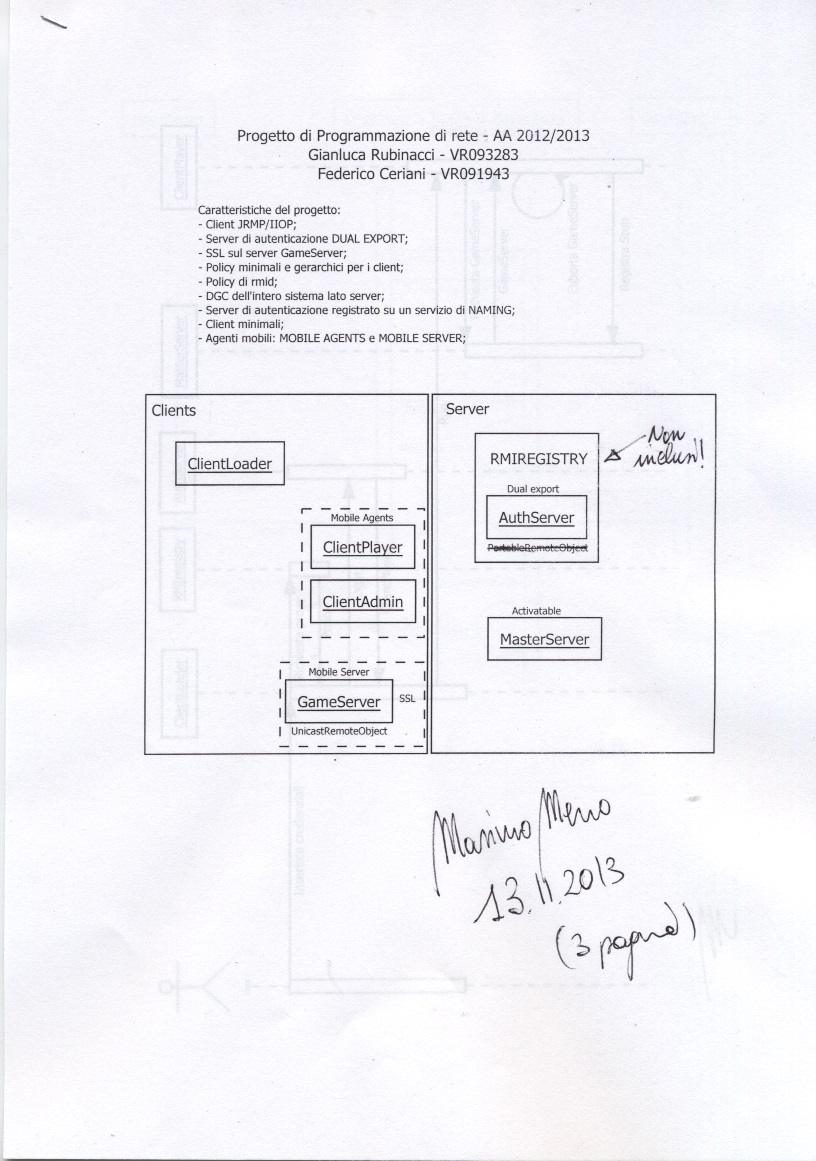 Progetto di Programmazione di rete - AA 2012/2013
Gianluca Rubinacci - VR093283
Federico Ceriani - VR091943
Caratteristiche del progetto:
- Client JRMP/IIOP;
- Server di autenticazione DUAL EXPORT;
- SSL sul server GameServer;
- Policy minimali e gerarchici per i client;
- Policy di rmid;
- DGC dell'intero sistema lato server;
- Server di autenticazione registrato su un servizio di NAMING;
- Client minimali;
- Agenti mobili: MOBILE AGENTS e MOBILE SERVER;
Clients
ClientLoader
Mobile Agents
ClientPlayer
ClientAdmin
Mobile Server
GameServer
SSL
UnicastRemoteObject
Server
RMIREGISTRY
Non
inclusi!
Dual export
AuthServer
PortableRemoteObject
Activatable
MasterServer
Massimo
13.11.2013
(3 pagine)